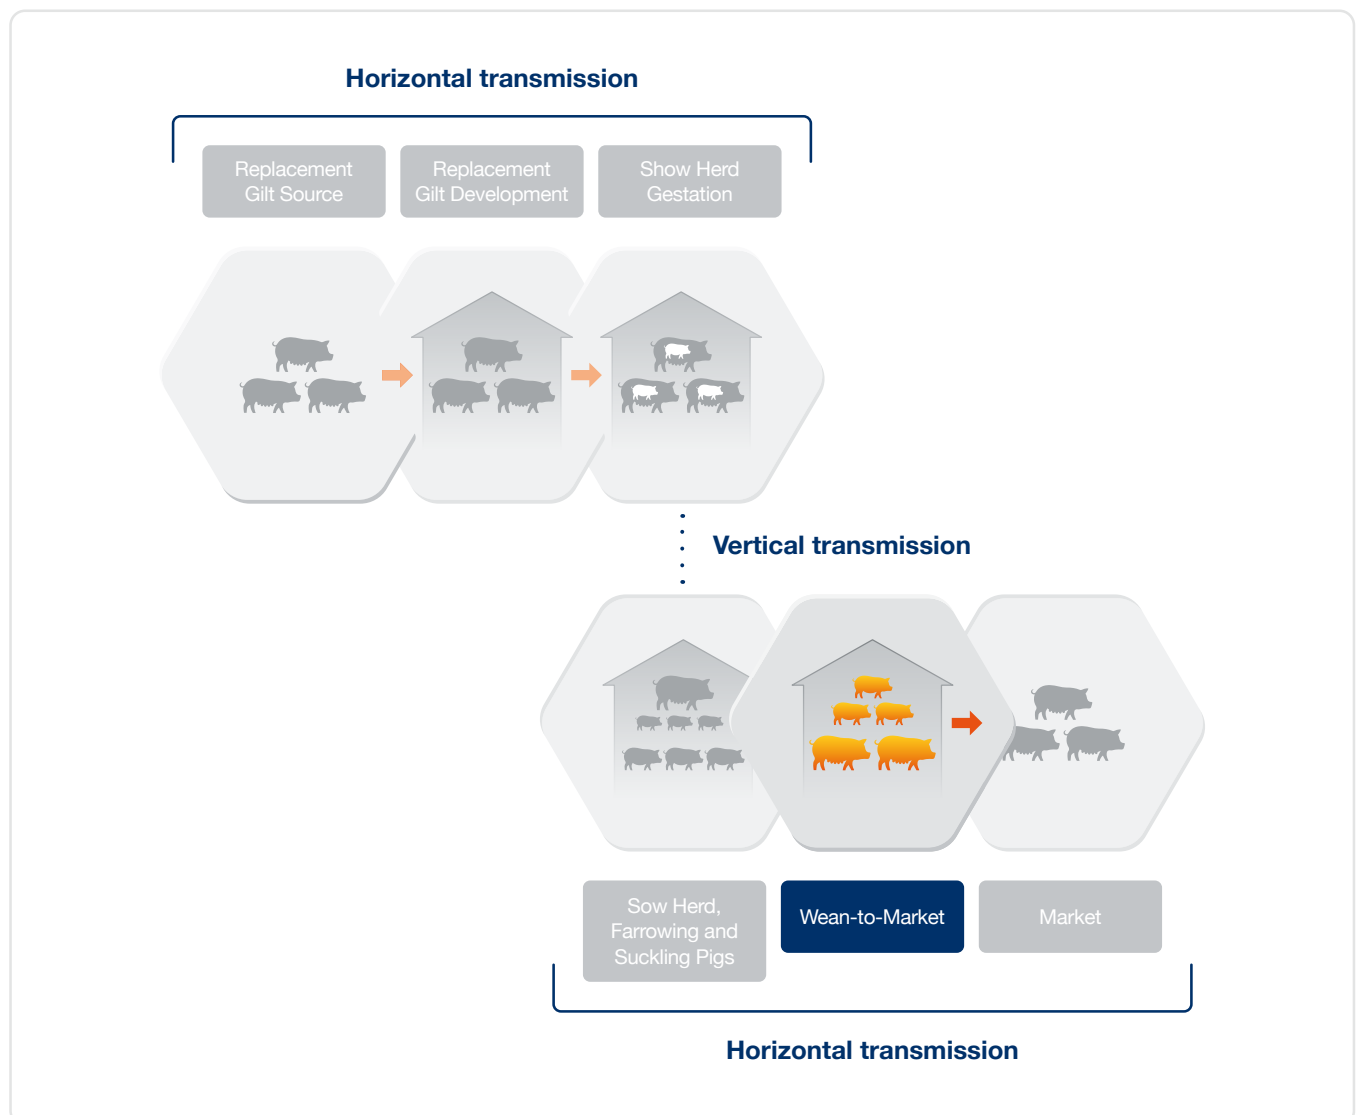 Horizontal transmission
Replacement
Gilt Source
Replacement
Gilt Development
Show Herd
Gestation
Vertical transmission
Sow Herd,
Farrowing and
Suckling Pigs
Wean-to-Market
Market
Horizontal transmission